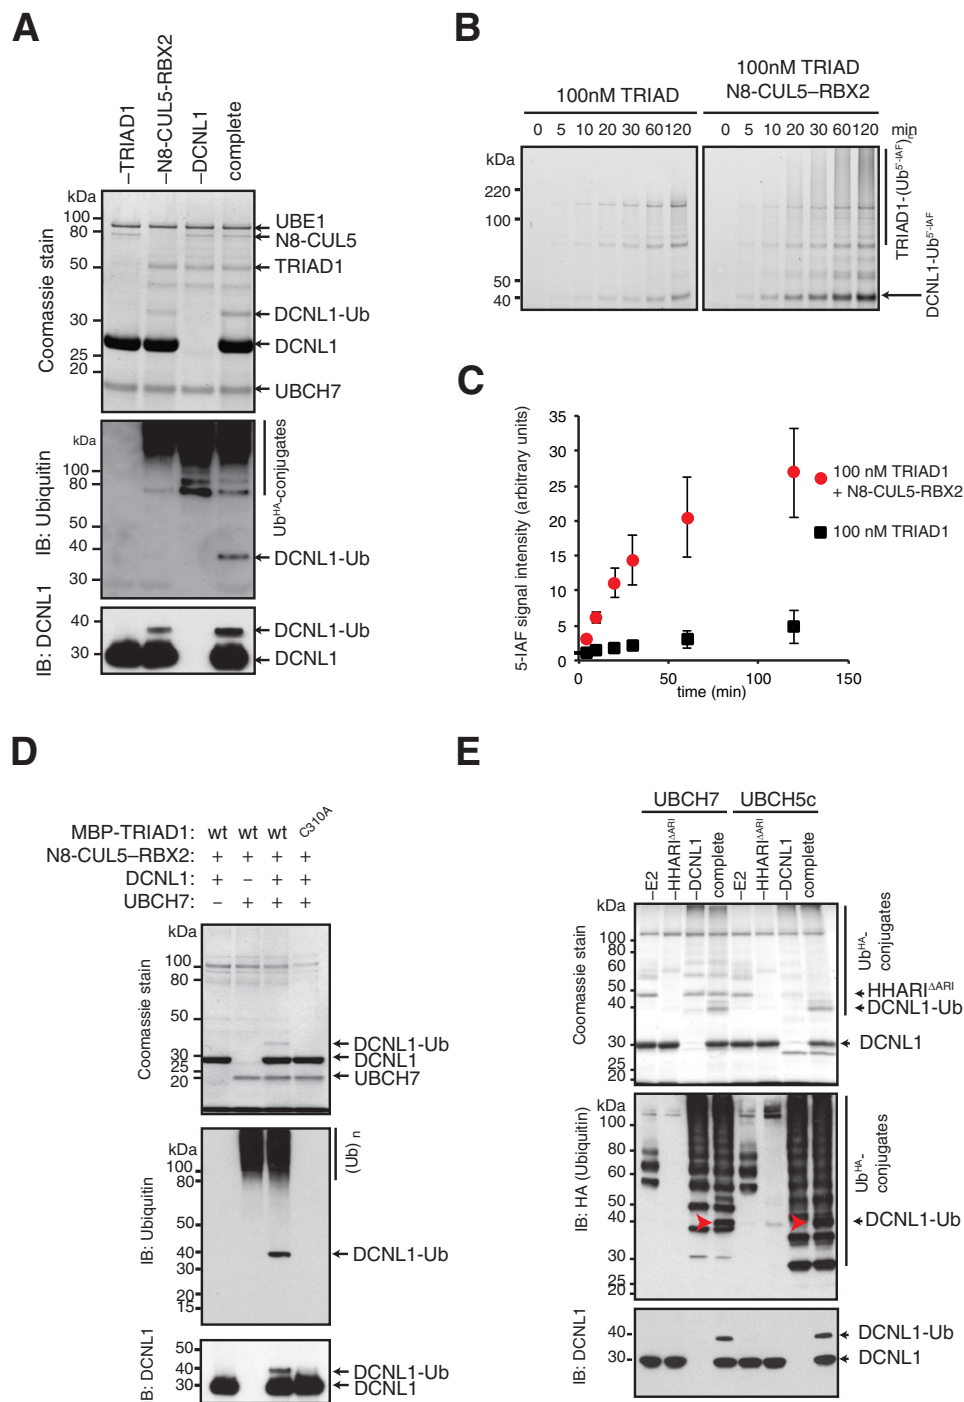 A
–TRIAD1
–N8-CUL5-RBX2
–DCNL1
complete
kDa
100
80
50
30
25
20
Coomassie stain
UBE1
N8-CUL5
TRIAD1
DCNL1-Ub
DCNL1
UBCH7
kDa
100
80
50
40
30
IB: Ubiquitin
Ub^HA-conjugates
DCNL1-Ub
40
30
IB: DCNL1
DCNL1-Ub
DCNL1
B
100nM TRIAD
100nM TRIAD
N8-CUL5–RBX2
0 5 10 20 30 60 120
0 5 10 20 30 60 120 min
kDa
220
100
50
40
TRIAD1-(Ub^5'-IAF)n
DCNL1-Ub^5'-IAF
C
5-IAF signal intensity (arbitrary units)
35
30
25
20
15
10
5
0
0 50 100 150
time (min)
100 nM TRIAD1
+ N8-CUL5-RBX2
100 nM TRIAD1
D
MBP-TRIAD1: wt wt wt C310A
N8-CUL5–RBX2: + + + +
DCNL1: + – + +
UBCH7: – + + +
kDa
100
80
50
30
25
20
Coomassie stain
DCNL1-Ub
DCNL1
UBCH7
kDa
100
80
50
40
30
20
15
IB: Ubiquitin
(Ub)n
DCNL1-Ub
50
40
30
B: DCNL1
DCNL1-Ub
DCNL1
E
UBCH7 UBCH5c
–E2
–HHARI^ΔARI
–DCNL1
complete
–E2
–HHARI^ΔARI
–DCNL1
complete
kDa
100
80
60
50
40
30
25
20
Coomassie stain
Ub^HA-
conjugates
HHARI^ΔARI
DCNL1-Ub
DCNL1
kDa
100
80
60
50
40
30
25
20
IB: HA (Ubiquitin)
Ub^HA-
conjugates
DCNL1-Ub
40
30
IB: DCNL1
DCNL1-Ub
DCNL1